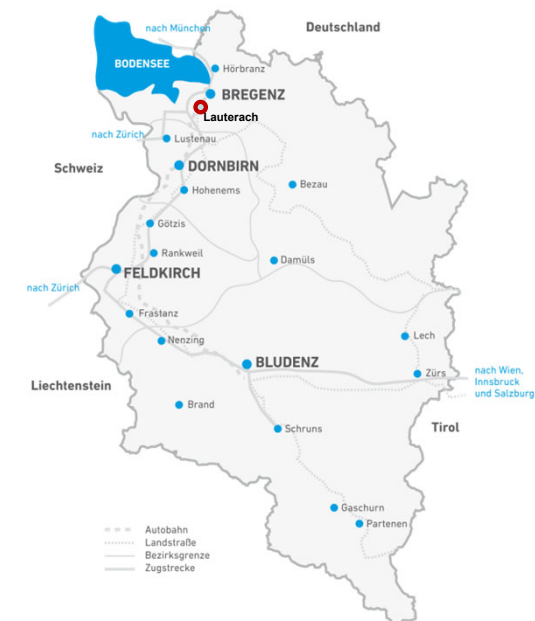 Deutschland
nach München
BODENSEE
Hörbranz
BREGENZ
Lauterach
nach Zürich
Lustenau
Schweiz
DORNBIRN
Bezau
Hohenems
Götzis
Rankweil
Damüls
FELDKIRCH
nach Zürich
Frastanz
Lech
Nenzing
BLUDENZ
Zürs
nach Wien,
Innsbruck
und Salzburg
Liechtenstein
Brand
Schruns
Tirol
Gaschurn
Partenen
Autobahn
Landstraße
Bezirksgrenze
Zugstrecke